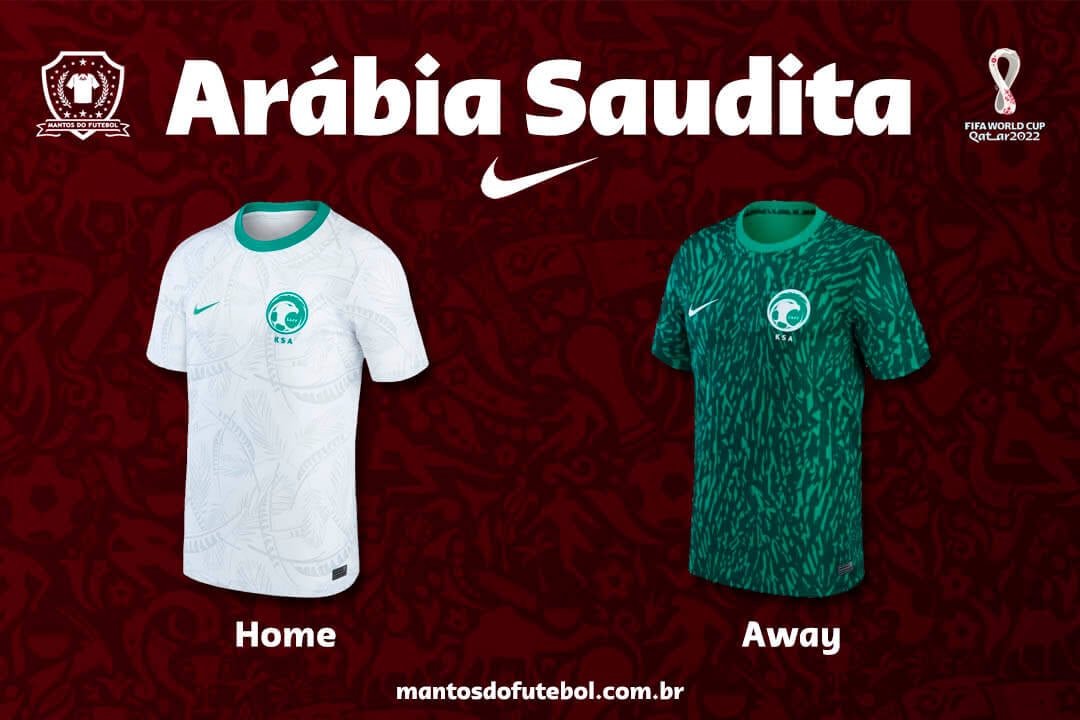 MANTOS DO FUTEBOL
Arábia Saudita
FIFA WORLD CUP
Qatar2022
KSA
KSA
Home
Away
mantosdofutebol.com.br